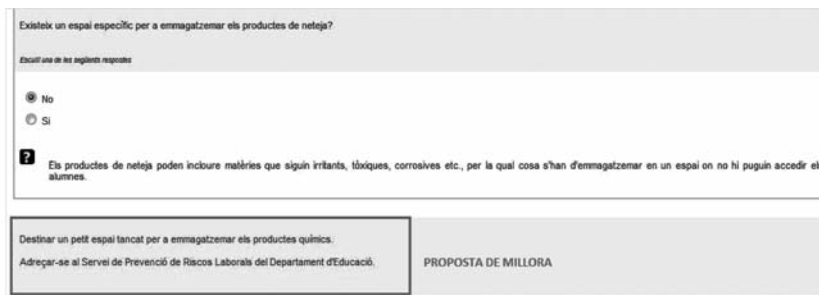 Existeix un espai específic per a emmagatzemar els productes de neteja?
Escull una de les següents respostes
No
Sí
?
Els productes de neteja poden incloure matèries que siguin irritants, tòxiques, corrosives etc., per la qual cosa s'han d'emmagatzemar en un espai on no hi puguin accedir els
alumnes.
Destinar un petit espai tancat per a emmagatzemar els productes químics.
Adreçar-se al Servei de Prevenció de Riscos Laborals del Departament d'Educació.
PROPOSTA DE MILLORA